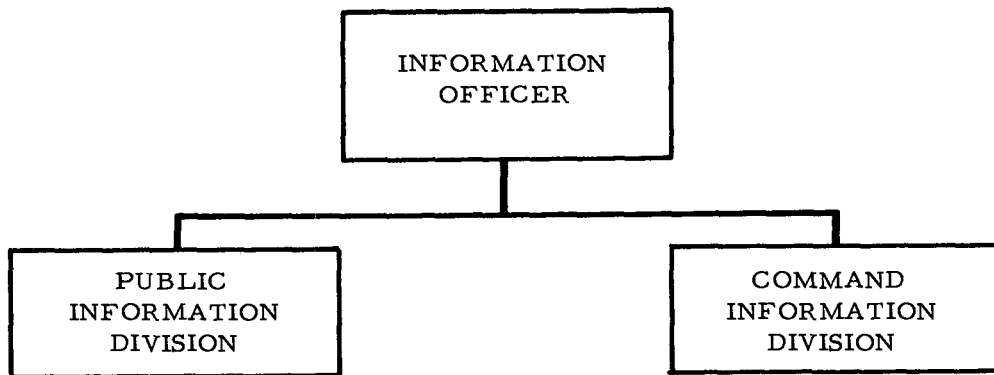 INFORMATION
OFFICER
PUBLIC
INFORMATION
DIVISION
COMMAND
INFORMATION
DIVISION